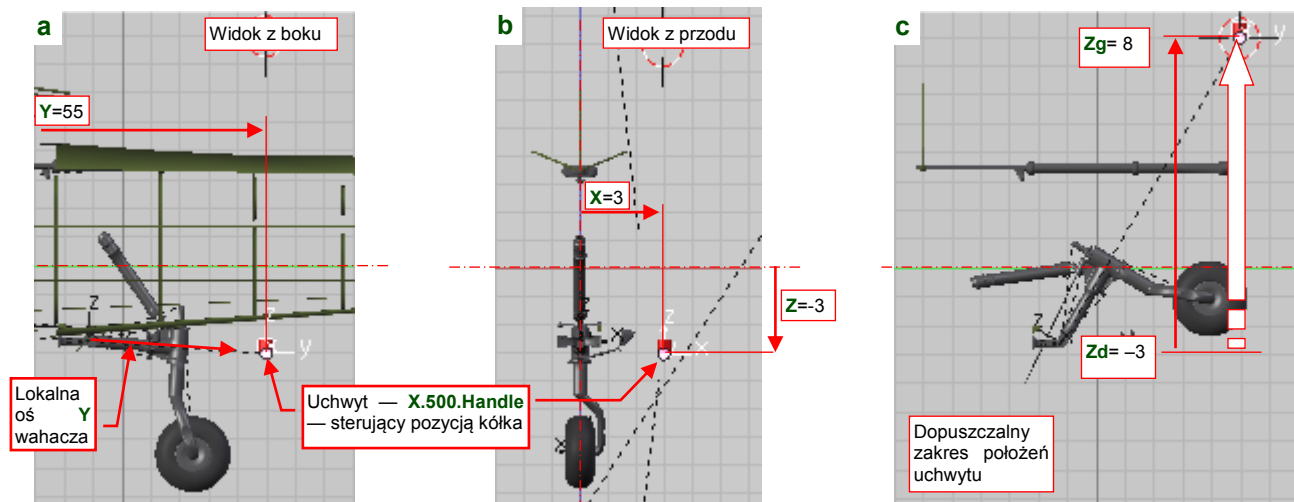 a
Widok z boku
Y=55
z
y
Lokalna
oś Y
wahacza
b
Widok z przodu
X=3
Z=-3
z
x
x
x
Uchwyt — X.500.Handle
— sterujący pozycją kółka
c
Zg= 8
y
z
Zd= –3
Dopuszczalny
zakres położeń
uchwytu